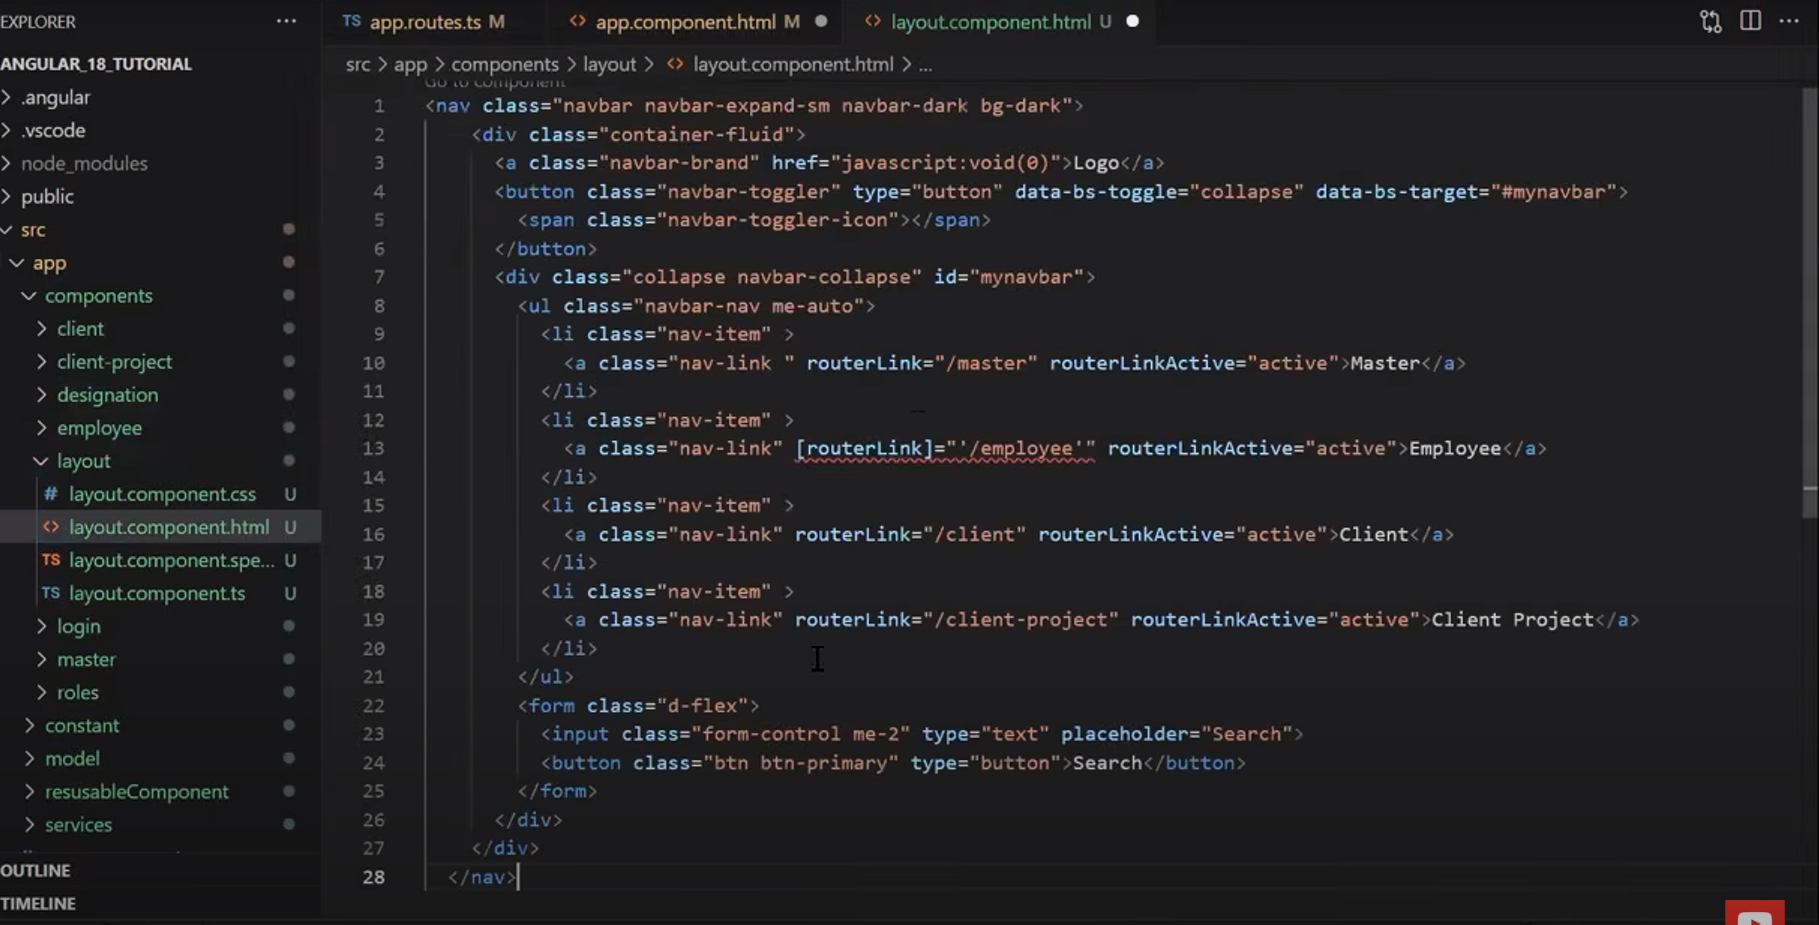 EXPLORER ...
ANGULAR_18_TUTORIAL
.angular
.vscode
node_modules
public
src
app
components
client
client-project
designation
employee
layout
layout.component.css U
layout.component.html U
layout.component.spe... U
layout.component.ts U
login
master
roles
constant
model
resusableComponent
services
OUTLINE
TIMELINE
TS app.routes.ts M
<> app.component.html M
<> layout.component.html U
src > app > components > layout > <> layout.component.html > ...
Go to component
1 <nav class="navbar navbar-expand-sm navbar-dark bg-dark">
2 <div class="container-fluid">
3 <a class="navbar-brand" href="javascript:void(0)">Logo</a>
4 <button class="navbar-toggler" type="button" data-bs-toggle="collapse" data-bs-target="#mynavbar">
5 <span class="navbar-toggler-icon"></span>
6 </button>
7 <div class="collapse navbar-collapse" id="mynavbar">
8 <ul class="navbar-nav me-auto">
9 <li class="nav-item" >
10 <a class="nav-link " routerLink="/master" routerLinkActive="active">Master</a>
11 </li>
12 <li class="nav-item" >
13 <a class="nav-link" [routerLink]="'/employee'" routerLinkActive="active">Employee</a>
14 </li>
15 <li class="nav-item" >
16 <a class="nav-link" routerLink="/client" routerLinkActive="active">Client</a>
17 </li>
18 <li class="nav-item" >
19 <a class="nav-link" routerLink="/client-project" routerLinkActive="active">Client Project</a>
20 </li>
21 </ul>
22 <form class="d-flex">
23 <input class="form-control me-2" type="text" placeholder="Search">
24 <button class="btn btn-primary" type="button">Search</button>
25 </form>
26 </div>
27 </div>
28 </nav>